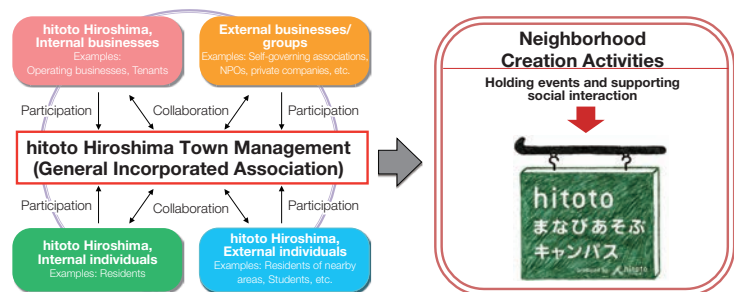 hitoto Hiroshima,
Internal businesses
Examples:
Operating businesses, Tenants
External businesses/
groups
Examples: Self-governing associations,
NPOs, private companies, etc.
Participation
Collaboration
Participation
hitoto Hiroshima Town Management
(General Incorporated Association)
Participation
Collaboration
Participation
hitoto Hiroshima,
Internal individuals
Examples: Residents
hitoto Hiroshima,
External individuals
Examples: Residents of nearby
areas, Students, etc.
Neighborhood
Creation Activities
Holding events and supporting
social interaction
hitoto
まなびあそぶ
キャンパス
produced by hitoto